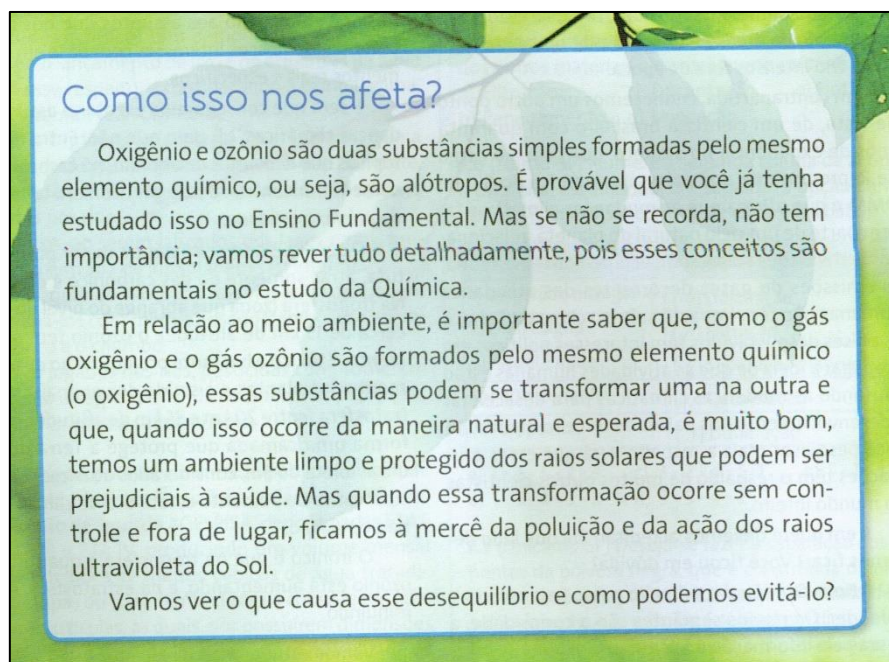 Como isso nos afeta?
Oxigênio e ozônio são duas substâncias simples formadas pelo mesmo
elemento químico, ou seja, são alótropos. É provável que você já tenha
estudado isso no Ensino Fundamental. Mas se não se recorda, não tem
importância; vamos rever tudo detalhadamente, pois esses conceitos são
fundamentais no estudo da Química.
Em relação ao meio ambiente, é importante saber que, como o gás
oxigênio e o gás ozônio são formados pelo mesmo elemento químico
(o oxigênio), essas substâncias podem se transformar uma na outra e
que, quando isso ocorre da maneira natural e esperada, é muito bom,
temos um ambiente limpo e protegido dos raios solares que podem ser
prejudiciais à saúde. Mas quando essa transformação ocorre sem con-
trole e fora de lugar, ficamos à mercê da poluição e da ação dos raios
ultravioleta do Sol.
Vamos ver o que causa esse desequilíbrio e como podemos evitá-lo?